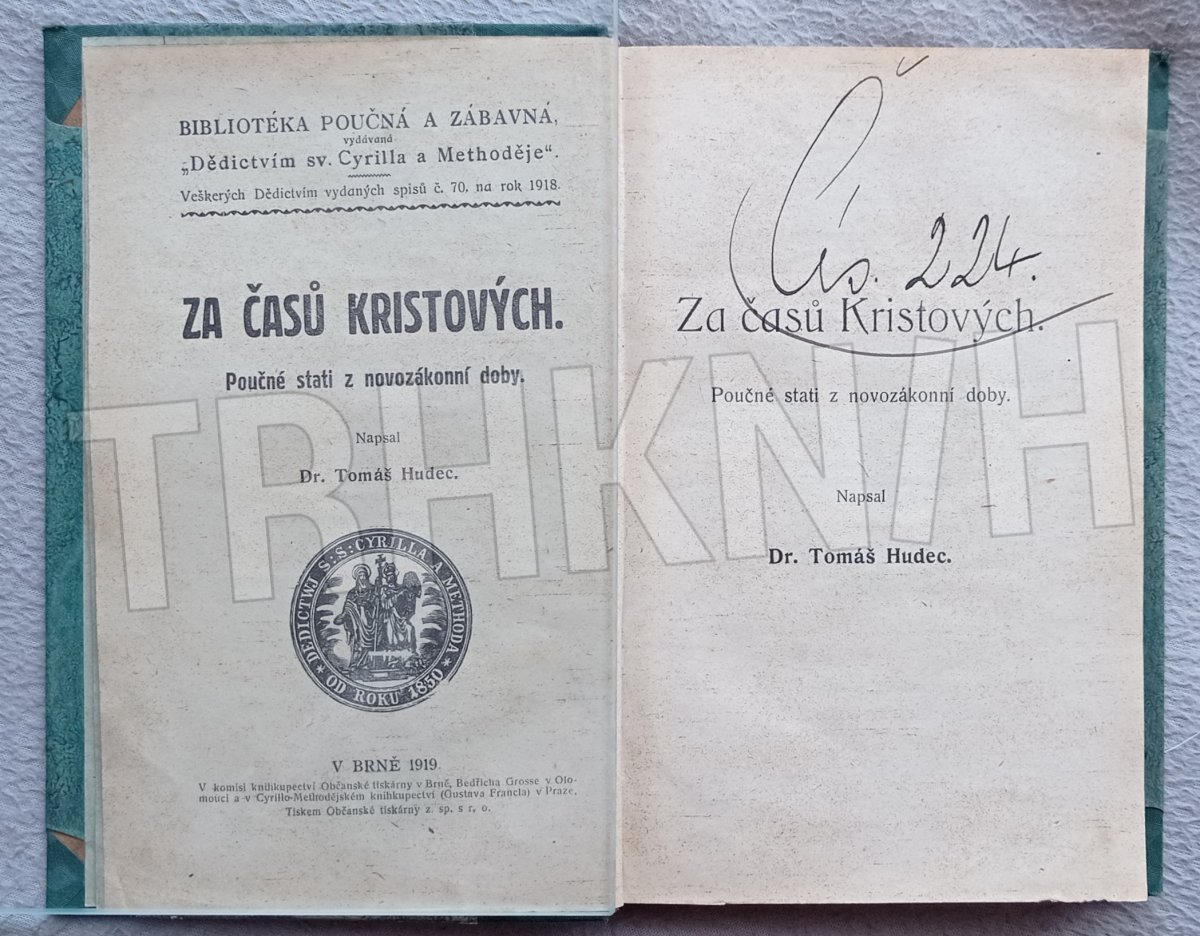 BIBLIOTÉKA POUČNÁ A ZÁBAVNÁ,
vydávaná
„Dědictvím sv. Cyrilla a Methoděje“.
Veškerých Dědictvím vydaných spisů č. 70, na rok 1918.
ZA ČASŮ KRISTOVÝCH.
Poučné stati z novozákonní doby.
Napsal
Dr. Tomáš Hudec.
DEDICTWJ S:S:CYRILLA A METHODA
OD ROKU 1850
V BRNĚ 1919
V komisi knihkupectví Občanské tiskárny v Brně, Bedřicha Grosse v Olo-
mouci a v Cyrillo-Methodějském knihkupectví (Gustava Francla) v Praze.
Tiskem Občanské tiskárny z. sp. s r. o.
Čís. 224.
Za časů Kristových.
Poučné stati z novozákonní doby.
Napsal
Dr. Tomáš Hudec.
TRHKNIH